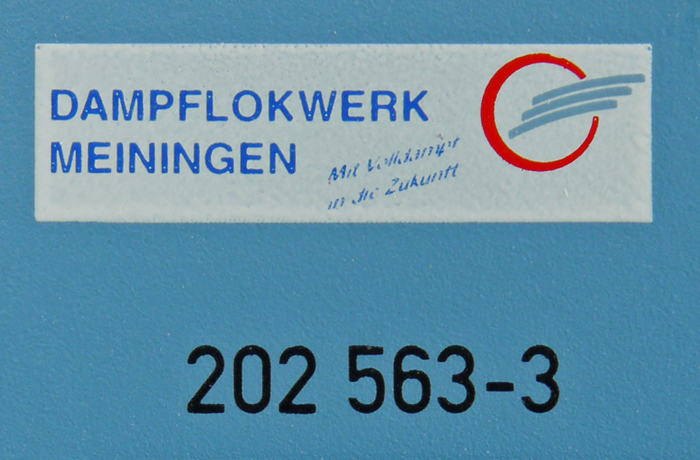 DAMPFLOKWERK
MEININGEN
Mit Volldampf
in die Zukunft
202 563-3